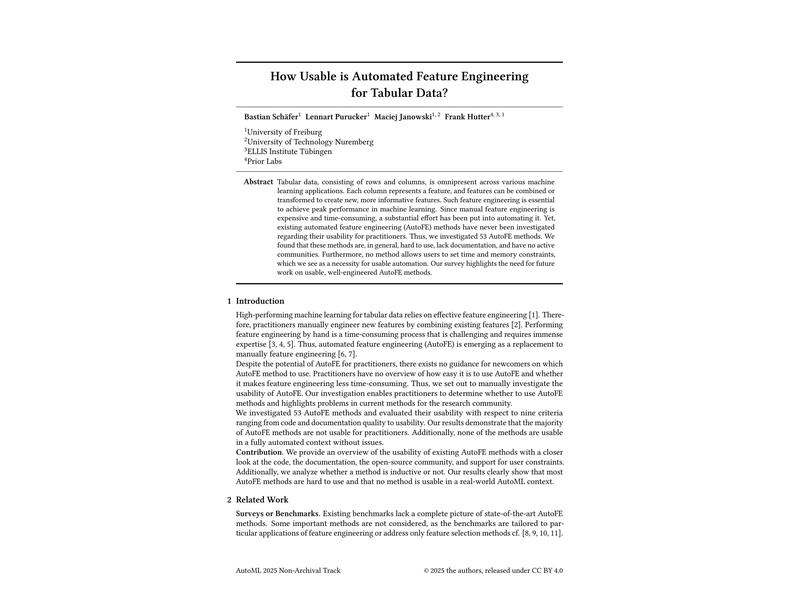 How Usable is Automated Feature Engineering
for Tabular Data?
Bastian Schäfer¹ Lennart Purucker¹ Maciej Janowski¹, ² Frank Hutter⁴, ³, ¹
¹University of Freiburg
²University of Technology Nuremberg
³ELLIS Institute Tübingen
⁴Prior Labs
Abstract Tabular data, consisting of rows and columns, is omnipresent across various machine
learning applications. Each column represents a feature, and features can be combined or
transformed to create new, more informative features. Such feature engineering is essential
to achieve peak performance in machine learning. Since manual feature engineering is
expensive and time-consuming, a substantial effort has been put into automating it. Yet,
existing automated feature engineering (AutoFE) methods have never been investigated
regarding their usability for practitioners. Thus, we investigated 53 AutoFE methods. We
found that these methods are, in general, hard to use, lack documentation, and have no active
communities. Furthermore, no method allows users to set time and memory constraints,
which we see as a necessity for usable automation. Our survey highlights the need for future
work on usable, well-engineered AutoFE methods.
1 Introduction
High-performing machine learning for tabular data relies on effective feature engineering [1]. There-
fore, practitioners manually engineer new features by combining existing features [2]. Performing
feature engineering by hand is a time-consuming process that is challenging and requires immense
expertise [3, 4, 5]. Thus, automated feature engineering (AutoFE) is emerging as a replacement to
manually feature engineering [6, 7].
Despite the potential of AutoFE for practitioners, there exists no guidance for newcomers on which
AutoFE method to use. Practitioners have no overview of how easy it is to use AutoFE and whether
it makes feature engineering less time-consuming. Thus, we set out to manually investigate the
usability of AutoFE. Our investigation enables practitioners to determine whether to use AutoFE
methods and highlights problems in current methods for the research community.
We investigated 53 AutoFE methods and evaluated their usability with respect to nine criteria
ranging from code and documentation quality to usability. Our results demonstrate that the majority
of AutoFE methods are not usable for practitioners. Additionally, none of the methods are usable
in a fully automated context without issues.
Contribution. We provide an overview of the usability of existing AutoFE methods with a closer
look at the code, the documentation, the open-source community, and support for user constraints.
Additionally, we analyze whether a method is inductive or not. Our results clearly show that most
AutoFE methods are hard to use and that no method is usable in a real-world AutoML context.
2 Related Work
Surveys or Benchmarks. Existing benchmarks lack a complete picture of state-of-the-art AutoFE
methods. Some important methods are not considered, as the benchmarks are tailored to par-
ticular applications of feature engineering or address only feature selection methods cf. [8, 9, 10, 11].
AutoML 2025 Non-Archival Track
© 2025 the authors, released under CC BY 4.0